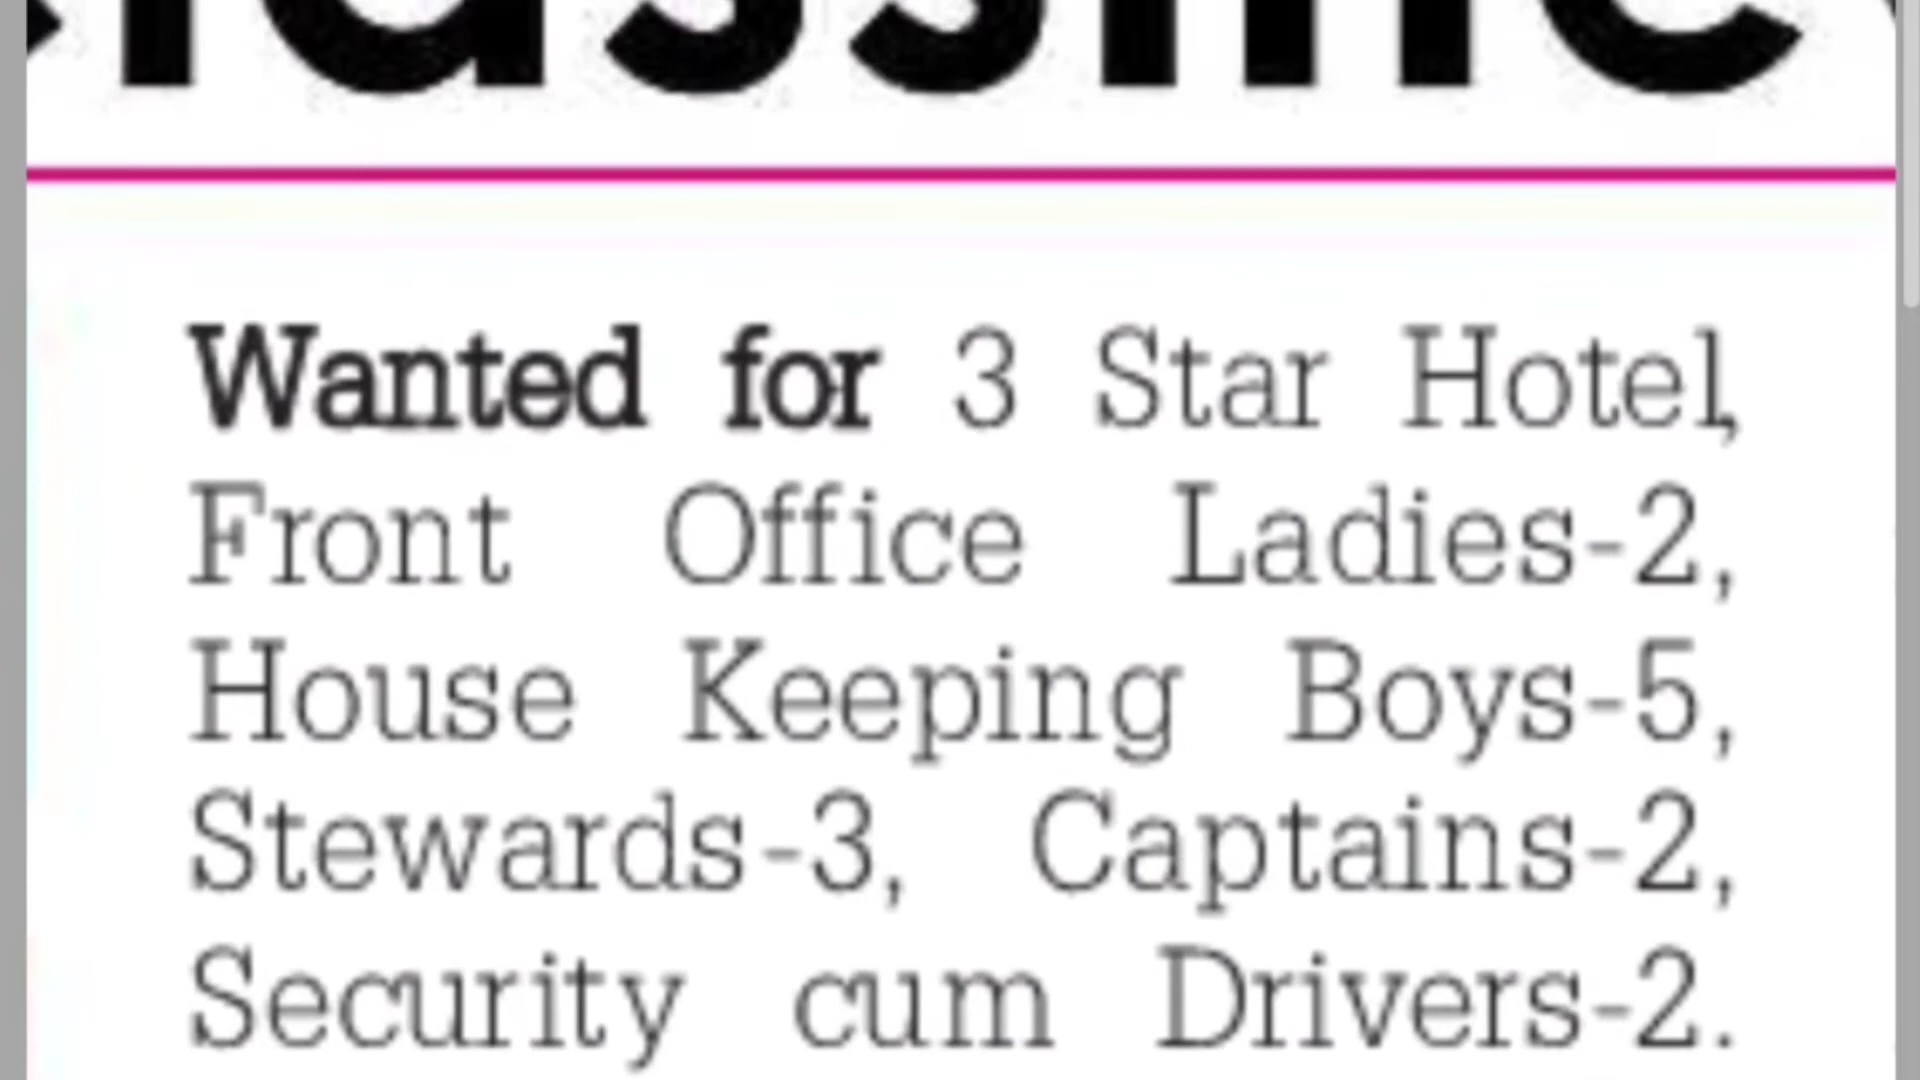 Wanted for 3 Star Hotel,
Front Office Ladies-2,
House Keeping Boys-5,
Stewards-3, Captains-2,
Security cum Drivers-2.